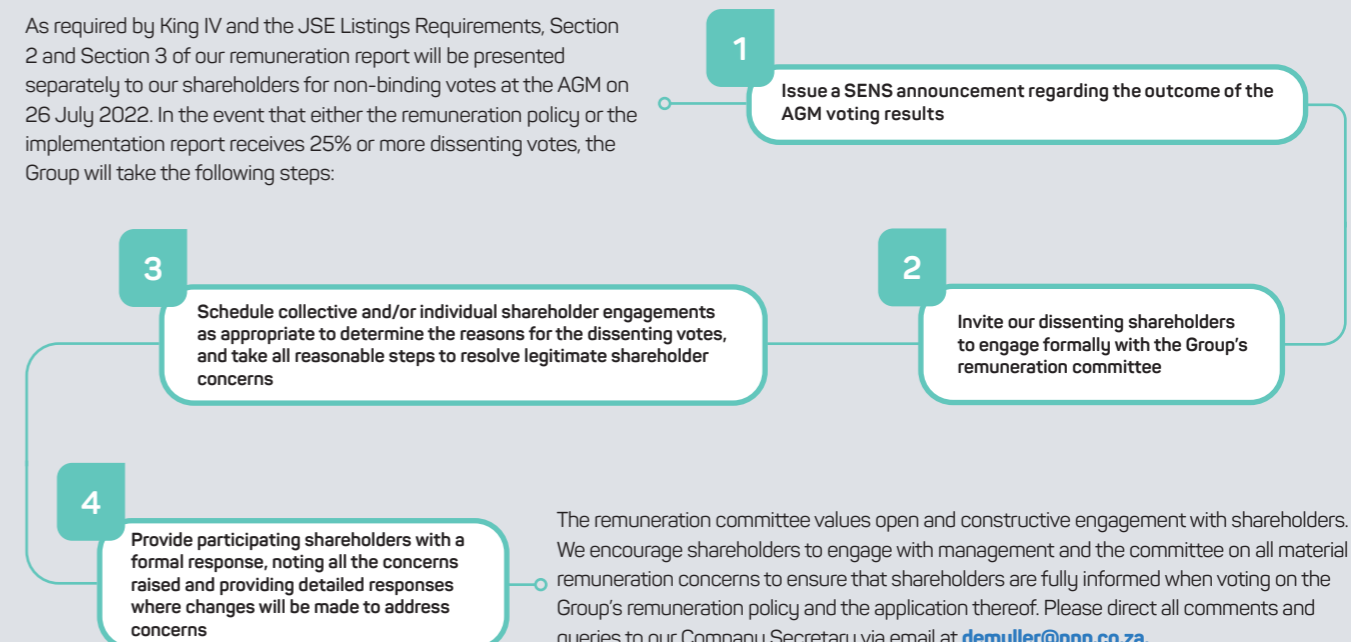 As required by King IV and the JSE Listings Requirements, Section
2 and Section 3 of our remuneration report will be presented
separately to our shareholders for non-binding votes at the AGM on
26 July 2022. In the event that either the remuneration policy or the
implementation report receives 25% or more dissenting votes, the
Group will take the following steps:
1
Issue a SENS announcement regarding the outcome of the
AGM voting results
2
Invite our dissenting shareholders
to engage formally with the Group's
remuneration committee
3
Schedule collective and/or individual shareholder engagements
as appropriate to determine the reasons for the dissenting votes,
and take all reasonable steps to resolve legitimate shareholder
concerns
4
Provide participating shareholders with a
formal response, noting all the concerns
raised and providing detailed responses
where changes will be made to address
concerns
The remuneration committee values open and constructive engagement with shareholders.
We encourage shareholders to engage with management and the committee on all material
remuneration concerns to ensure that shareholders are fully informed when voting on the
Group's remuneration policy and the application thereof. Please direct all comments and
queries to our Company Secretary via email at